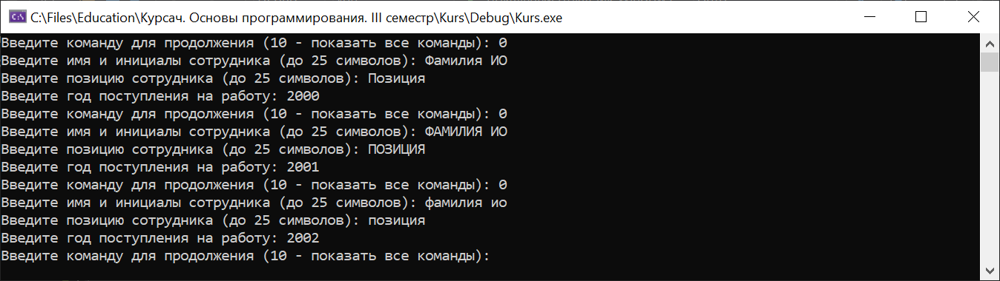 C:\Files\Education\Курсач. Основы программирования. III семестр\Kurs\Debug\Kurs.exe
Введите команду для продолжения (10 - показать все команды): 0
Введите имя и инициалы сотрудника (до 25 символов): Фамилия ИО
Введите позицию сотрудника (до 25 символов): Позиция
Введите год поступления на работу: 2000
Введите команду для продолжения (10 - показать все команды): 0
Введите имя и инициалы сотрудника (до 25 символов): ФАМИЛИЯ ИО
Введите позицию сотрудника (до 25 символов): ПОЗИЦИЯ
Введите год поступления на работу: 2001
Введите команду для продолжения (10 - показать все команды): 0
Введите имя и инициалы сотрудника (до 25 символов): фамилия ио
Введите позицию сотрудника (до 25 символов): позиция
Введите год поступления на работу: 2002
Введите команду для продолжения (10 - показать все команды):